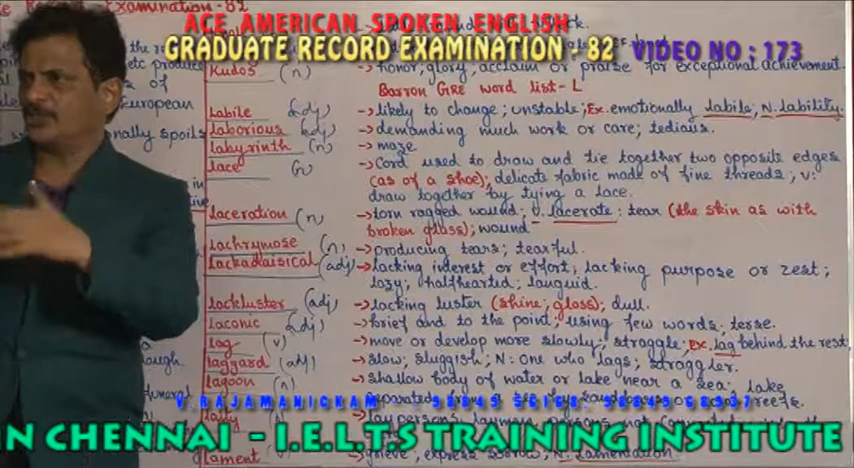 ACE AMERICAN SPOKEN ENGLISH
GRADUATE RECORD EXAMINATION - 82 VIDEO NO : 173
Kudos (n) → honor, glory, acclaim or praise for exceptional achievement.
Barron GRE word list - L
Labile Adj → likely to change; unstable; Ex. emotionally labile; N. lability.
laborious Adj → demanding much work or care; tedious.
labyrinth (n) → maze.
lace (n) → Cord used to draw and tie together two opposite edges
(as of a shoe); delicate fabric made of fine threads; v:
draw together by tying a lace.
laceration (n) → torn ragged wound; v. lacerate: tear (the skin as with
broken glass); wound
lachrymose (n) → producing tears; tearful.
lackadaisical (adj) → lacking interest or effort; lacking purpose or zest;
lazy; halfhearted; languid.
lackluster (adj) → lacking luster (shine; gloss); dull.
laconic Adj → brief and to the point; using few words; terse.
lag (v) → move or develop more slowly; struggle; Ex. lag behind the rest,
laggard (adj) → slow; sluggish; N: one who lags; straggler.
lagoon (n) → shallow body of water or lake near a sea; lake
V. RAJAMANICKAM
N CHENNAI - I.E.L.T.S TRAINING INSTITUTE I
lament → grieve; express sorrow; N. lamentation.